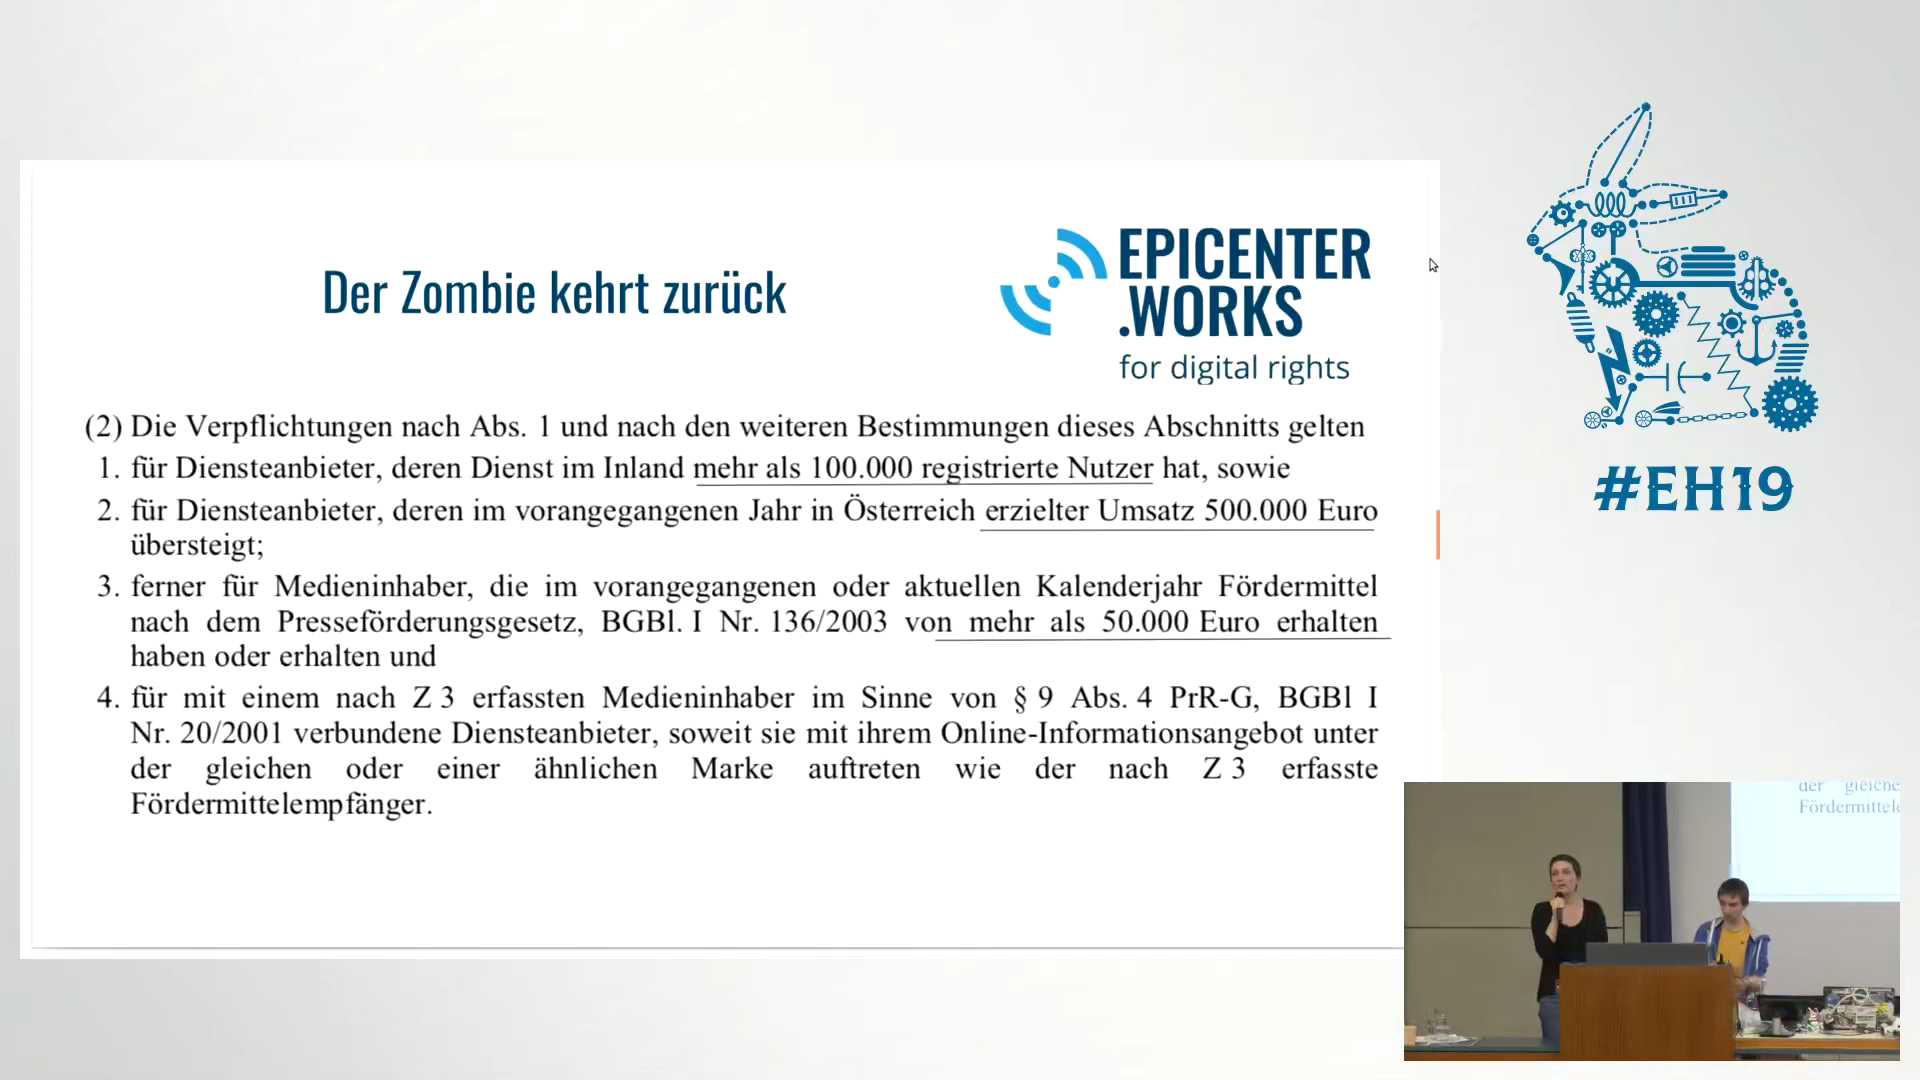 Der Zombie kehrt zurück
EPICENTER
.WORKS
for digital rights
(2) Die Verpflichtungen nach Abs. 1 und nach den weiteren Bestimmungen dieses Abschnitts gelten
1. für Diensteanbieter, deren Dienst im Inland mehr als 100.000 registrierte Nutzer hat, sowie
2. für Diensteanbieter, deren im vorangegangenen Jahr in Österreich erzielter Umsatz 500.000 Euro
übersteigt;
3. ferner für Medieninhaber, die im vorangegangenen oder aktuellen Kalenderjahr Fördermittel
nach dem Presseförderungsgesetz, BGBl. I Nr. 136/2003 von mehr als 50.000 Euro erhalten
haben oder erhalten und
4. für mit einem nach Z 3 erfassten Medieninhaber im Sinne von § 9 Abs. 4 PrR-G, BGBl I
Nr. 20/2001 verbundene Diensteanbieter, soweit sie mit ihrem Online-Informationsangebot unter
der gleichen oder einer ähnlichen Marke auftreten wie der nach Z 3 erfasste
Fördermittelempfänger.
#EH19
der gleiche
Fördermittel